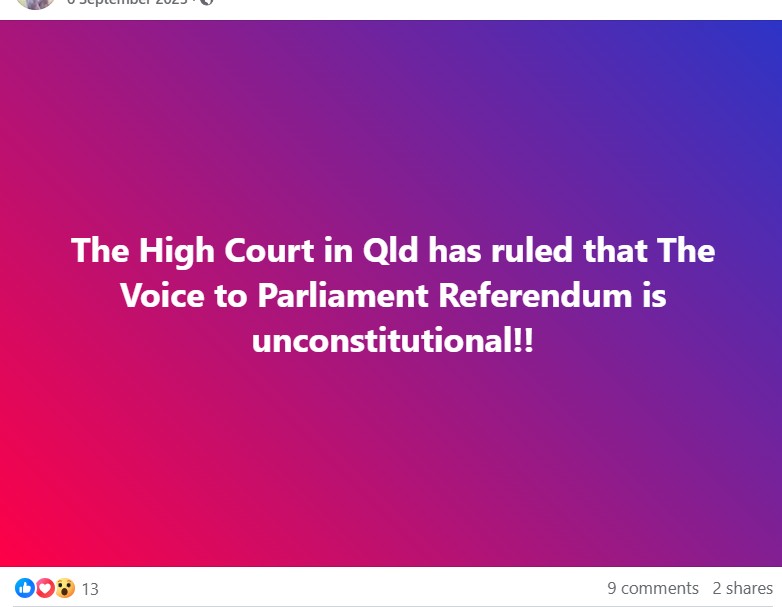 6 September 2023
The High Court in Qld has ruled that The
Voice to Parliament Referendum is
unconstitutional!!
13
9 comments 2 shares